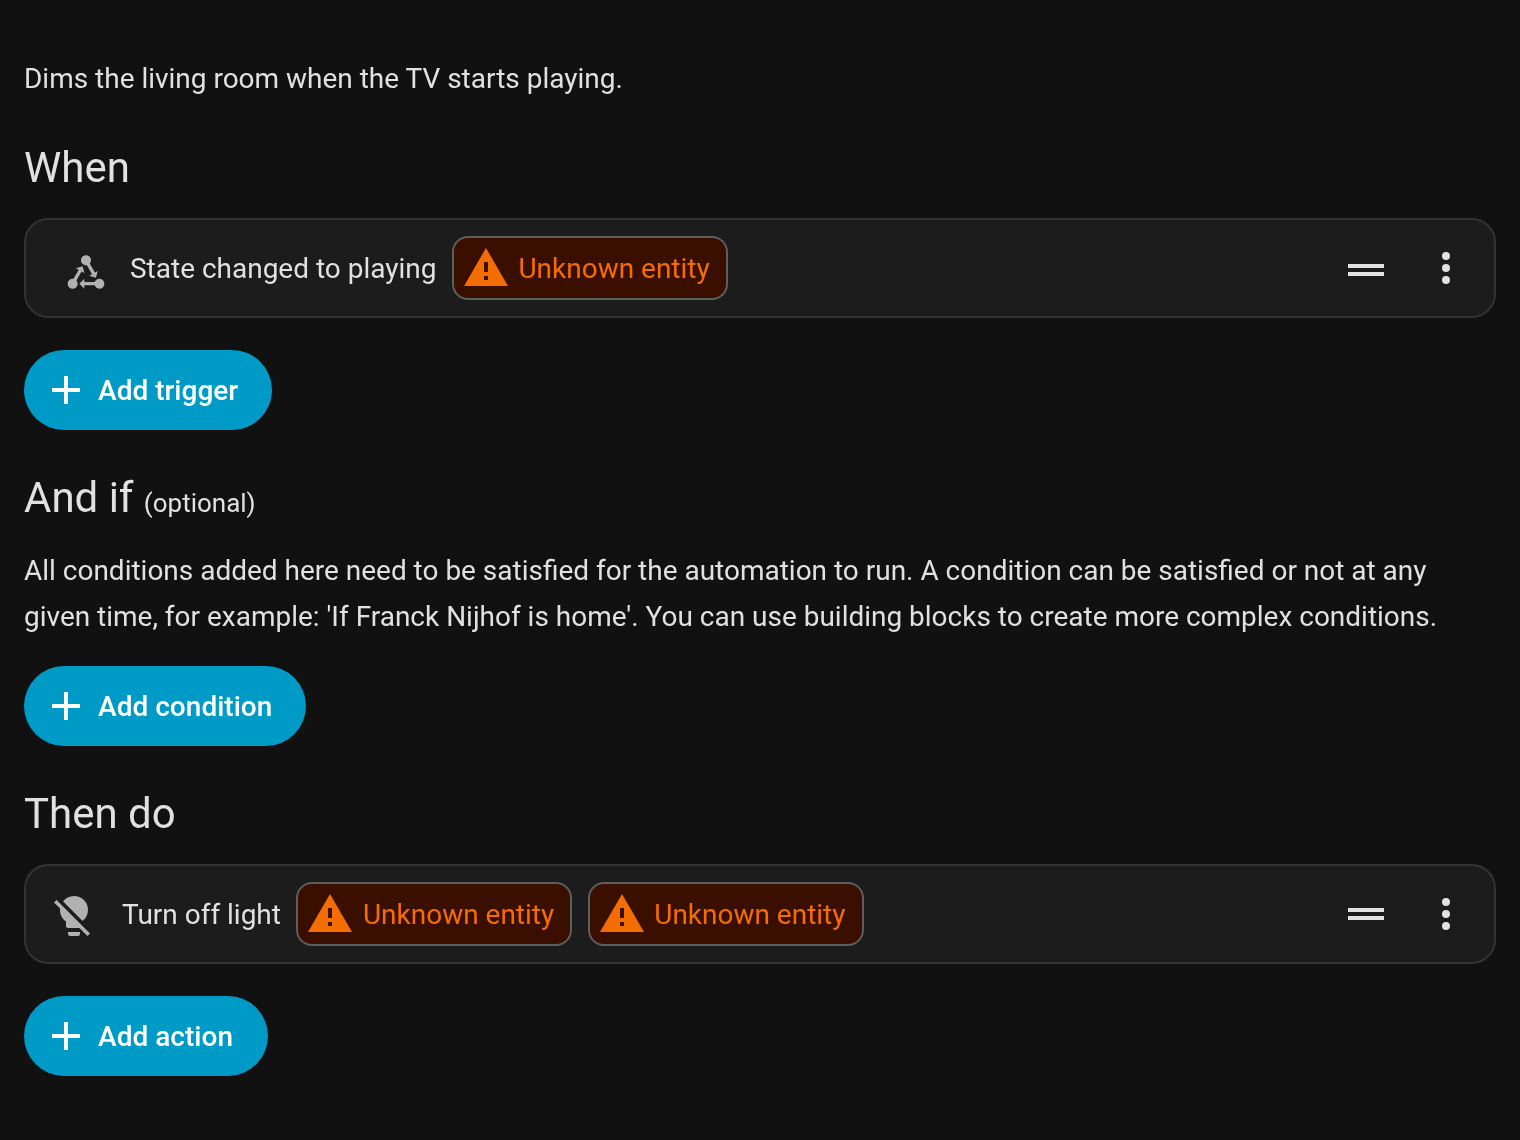 Dims the living room when the TV starts playing.
When
State changed to playing Unknown entity
Add trigger
And if (optional)
All conditions added here need to be satisfied for the automation to run. A condition can be satisfied or not at any
given time, for example: 'If Franck Nijhof is home'. You can use building blocks to create more complex conditions.
Add condition
Then do
Turn off light Unknown entity Unknown entity
Add action